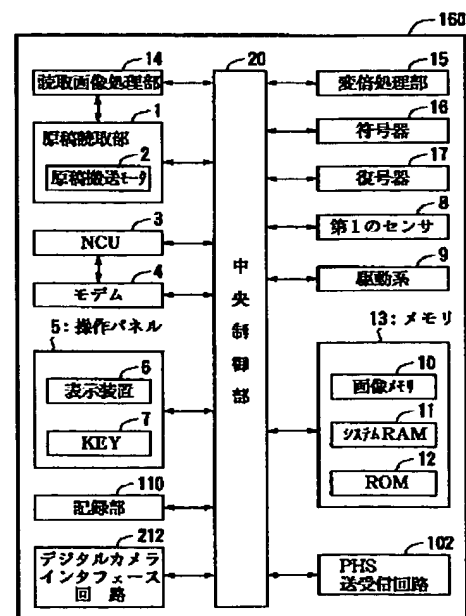 160
14
読取画像処理部
1
原稿読取部
2
原稿搬送モータ
3
NCU
4
モデム
5：操作パネル
6
表示装置
7
KEY
110
記録部
212
デジタルカメラ
インタフェース
回路
20
中央制御部
15
変倍処理部
16
符号器
17
復号器
8
第1のセンサ
9
駆動系
13：メモリ
10
画像メモリ
11
システムRAM
12
ROM
102
PHS
送受付回路